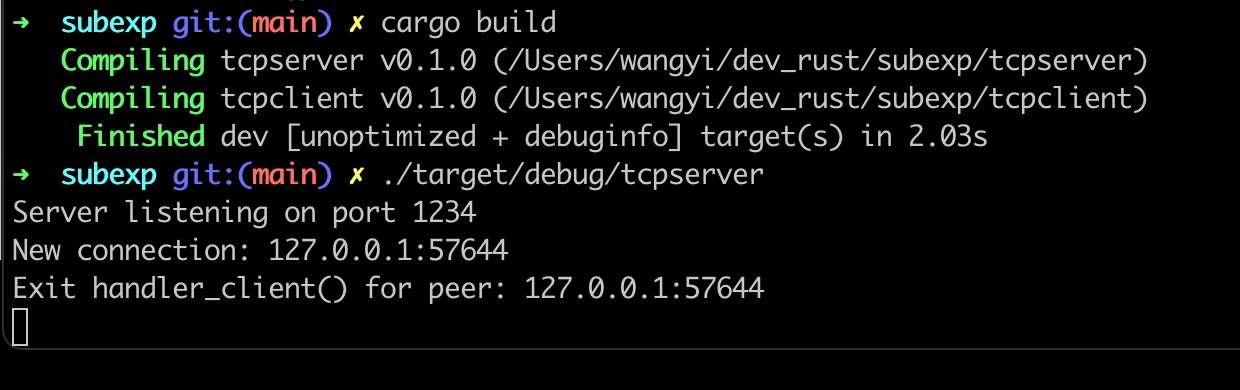 ➜  subexp git:(main) ✗ cargo build
   Compiling tcpserver v0.1.0 (/Users/wangyi/dev_rust/subexp/tcpserver)
   Compiling tcpclient v0.1.0 (/Users/wangyi/dev_rust/subexp/tcpclient)
    Finished dev [unoptimized + debuginfo] target(s) in 2.03s
➜  subexp git:(main) ✗ ./target/debug/tcpserver
Server listening on port 1234
New connection: 127.0.0.1:57644
Exit handler_client() for peer: 127.0.0.1:57644